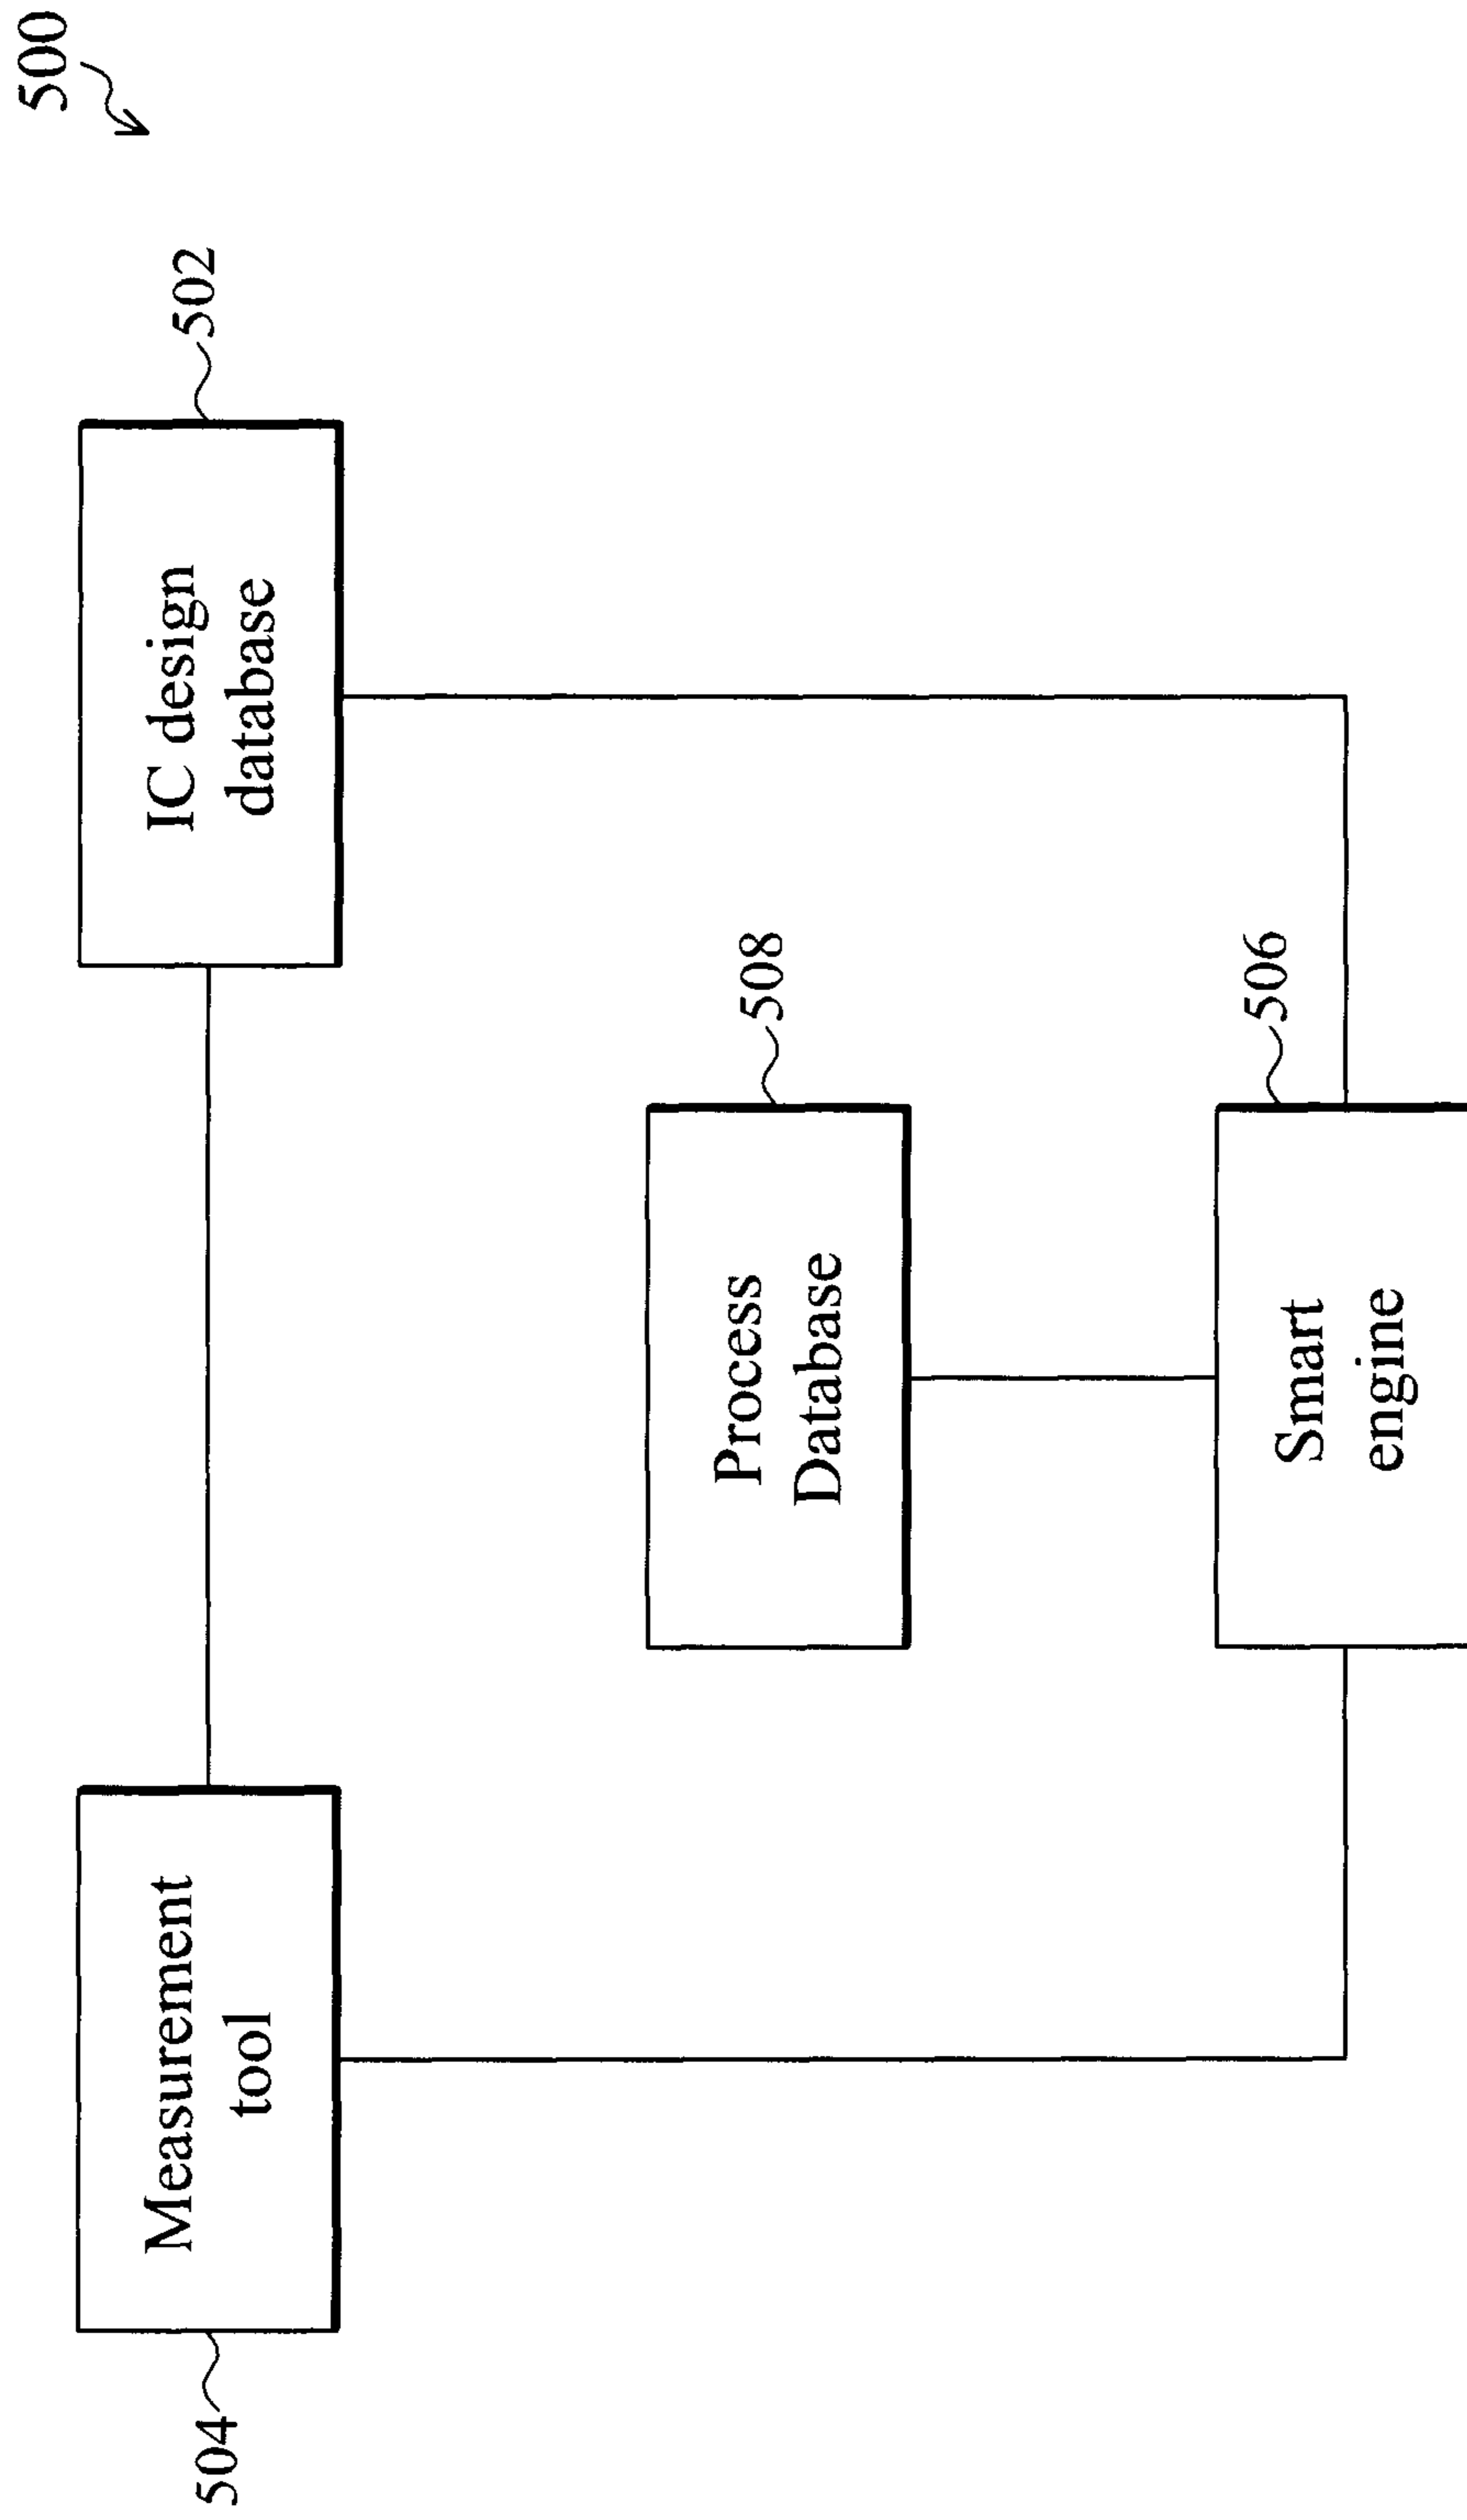 500
504
Measurement
tool
IC design
database
502
Process
Database
508
Smart
engine
506